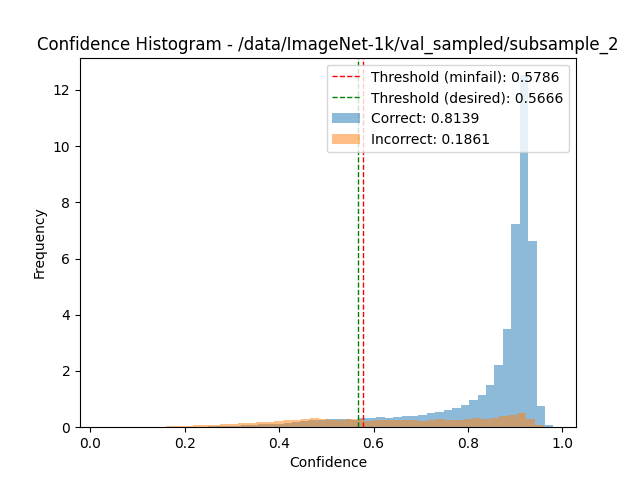 Confidence Histogram - /data/ImageNet-1k/val_sampled/subsample_2
Threshold (minfail): 0.5786
Threshold (desired): 0.5666
Correct: 0.8139
Incorrect: 0.1861
Frequency
12
10
8
6
4
2
0
0.0 0.2 0.4 0.6 0.8 1.0
Confidence